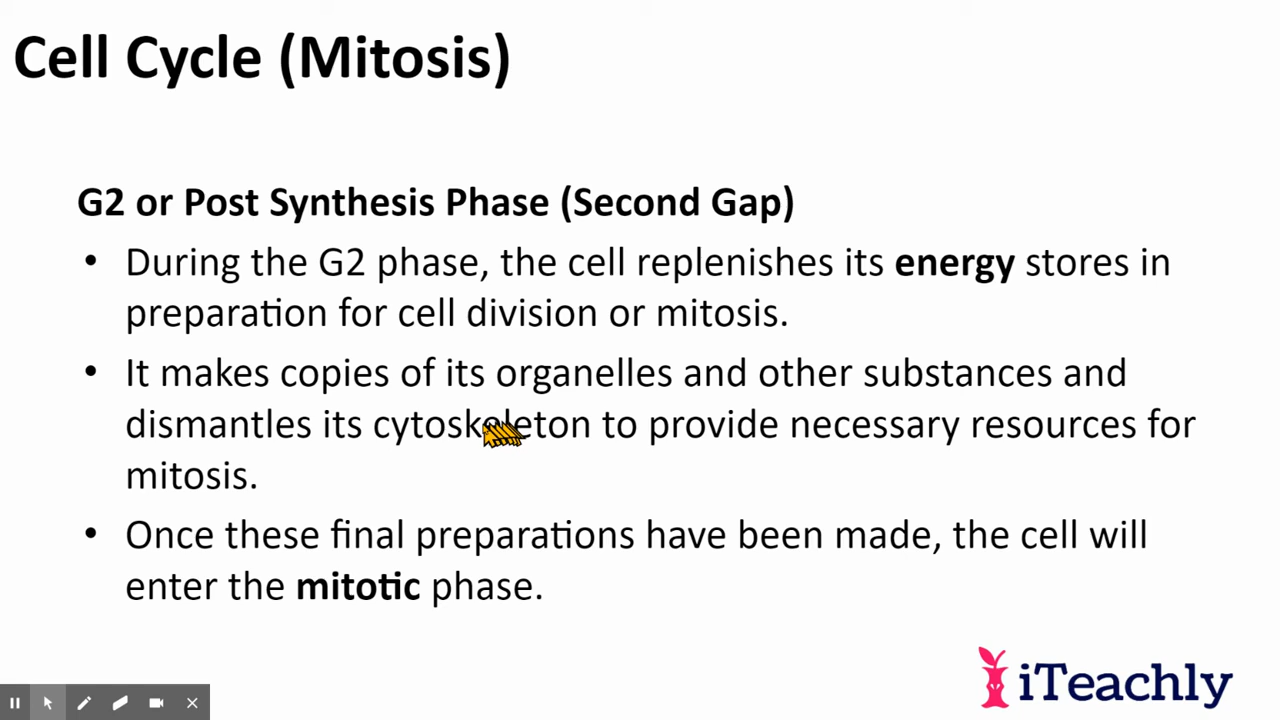 Cell Cycle (Mitosis)
G2 or Post Synthesis Phase (Second Gap)
• During the G2 phase, the cell replenishes its energy stores in
preparation for cell division or mitosis.
• It makes copies of its organelles and other substances and
dismantles its cytoskeleton to provide necessary resources for
mitosis.
• Once these final preparations have been made, the cell will
enter the mitotic phase.
iTeachly